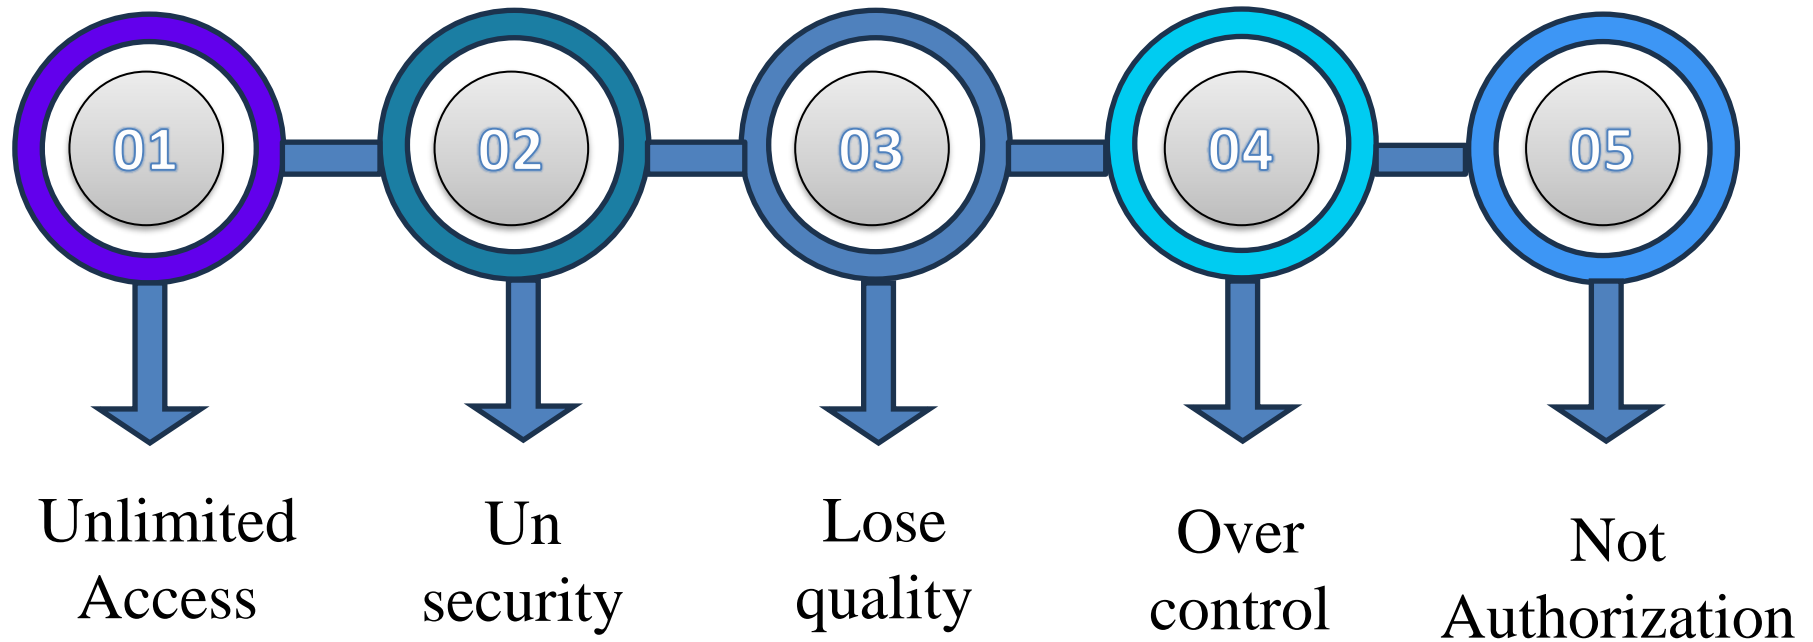 01
02
03
04
05
Unlimited
Access
Un
security
Lose
quality
Over
control
Not
Authorization